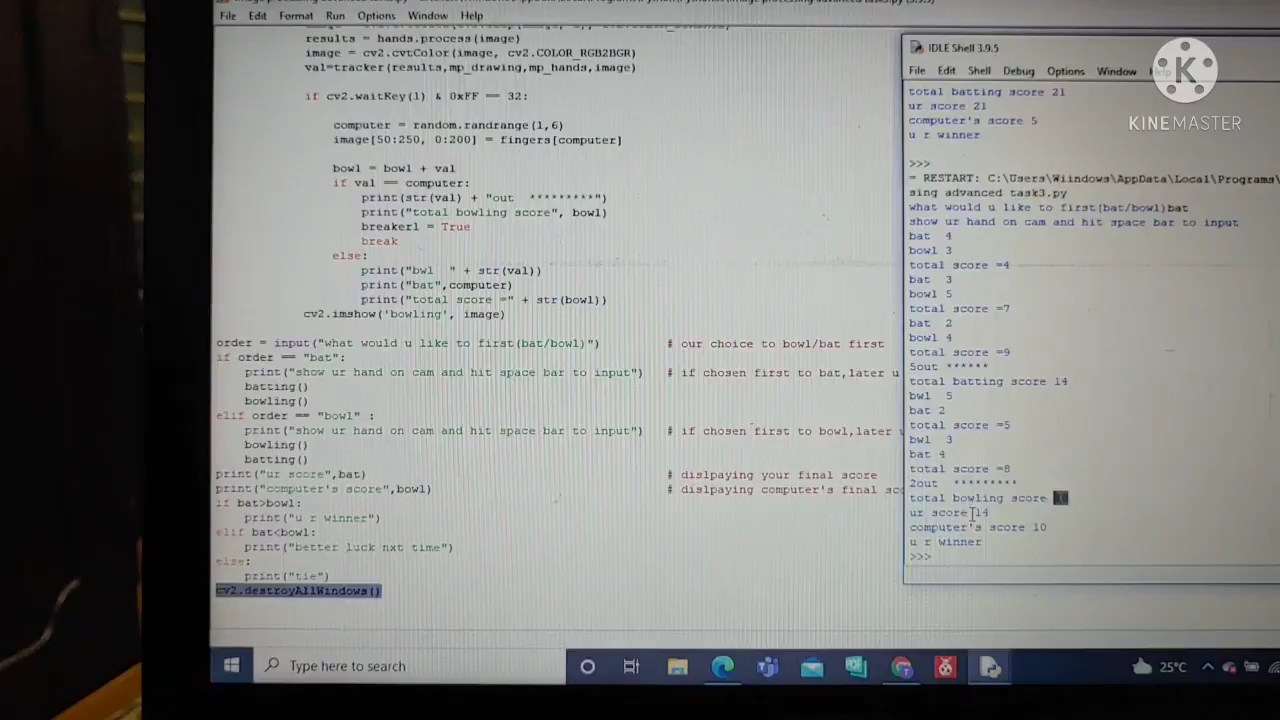 File Edit Format Run Options Window Help
results = hands.process(image)
image = cv2.cvtColor(image, cv2.COLOR_RGB2BGR)
val=tracker(results,mp_drawing,mp_hands,image)
if cv2.waitKey(1) & 0xFF == 32:
computer = random.randrange(1,6)
image[50:250, 0:200] = fingers[computer]
bowl = bowl + val
if val == computer:
print(str(val) + "out *********")
print("total bowling score", bowl)
breaker1 = True
break
else:
print("bwl " + str(val))
print("bat",computer)
print("total score =" + str(bowl))
cv2.imshow('bowling', image)
order = input("what would u like to first(bat/bowl)") # our choice to bowl/bat first
if order == "bat":
print("show ur hand on cam and hit space bar to input") # if chosen first to bat,later u
batting()
bowling()
elif order == "bowl" :
print("show ur hand on cam and hit space bar to input") # if chosen first to bowl,later
bowling()
batting()
print("ur score",bat) # dislpaying your final score
print("computer's score",bowl) # dislpaying computer's final sc
if bat>bowl:
print("u r winner")
elif bat<bowl:
print("better luck nxt time")
else:
print("tie")
cv2.destroyAllWindows()
IDLE Shell 3.9.5
File Edit Shell Debug Options Window Help
total batting score 21
ur score 21
computer's score 5
u r winner
>>>
= RESTART: C:\Users\Wiindows\AppData\Local\Programs\
sing advanced task3.py
what would u like to first(bat/bowl)bat
show ur hand on cam and hit space bar to input
bat 4
bowl 3
total score =4
bat 3
bowl 5
total score =7
bat 2
bowl 4
total score =9
5out ******
total batting score 14
bwl 5
bat 2
total score =5
bwl 3
bat 4
total score =8
2out *********
total bowling score
ur score 14
computer's score 10
u r winner
>>>
K
KINEMASTER
Type here to search
25°C